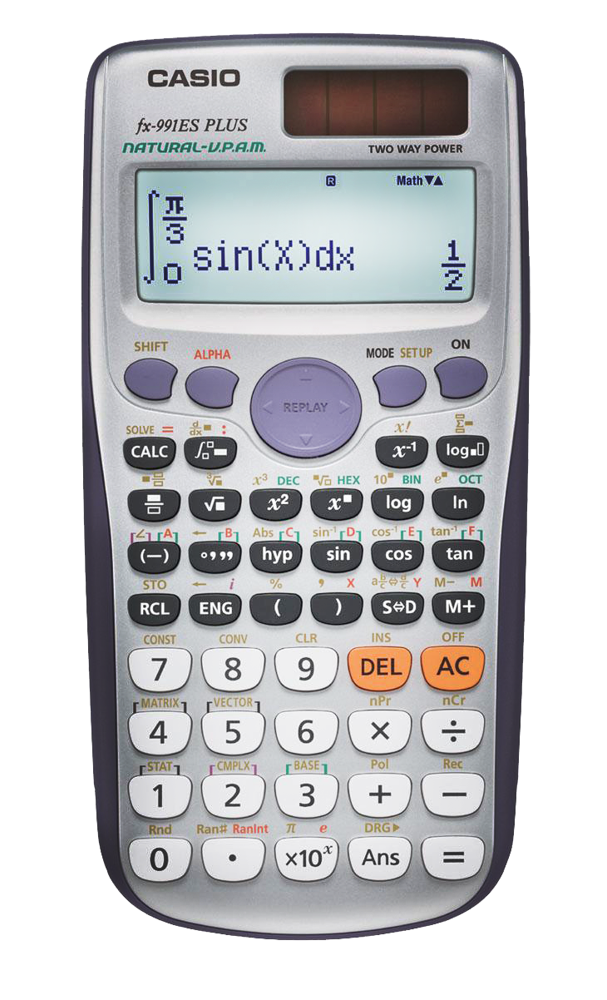 CASIO
fx-991ES PLUS
NATURAL-V.P.A.M.
TWO WAY POWER
R Math▼▲
∫ π/3 0 sin(X)dx 1/2
SHIFT ALPHA MODE SETUP ON
REPLAY
SOLVE = d/dx■ : x! Σ■
CALC ∫■ x⁻¹ log■□
■■/□ ³√■ x³ DEC ■√□ HEX 10■ BIN e■ OCT
■/□ √■ x² x■ log ln
∠ A ← B Abs C sin⁻¹ D cos⁻¹ E tan⁻¹ F
(−) °,,, hyp sin cos tan
STO ← i % , X a b/c⇔d/c Y M− M
RCL ENG ( ) S⇔D M+
CONST CONV CLR INS OFF
7 8 9 DEL AC
MATRIX VECTOR nPr nCr
4 5 6 × ÷
STAT CMPLX BASE Pol Rec
1 2 3 + −
Rnd Ran# RanInt π e DRG▶
0 • ×10ˣ Ans =